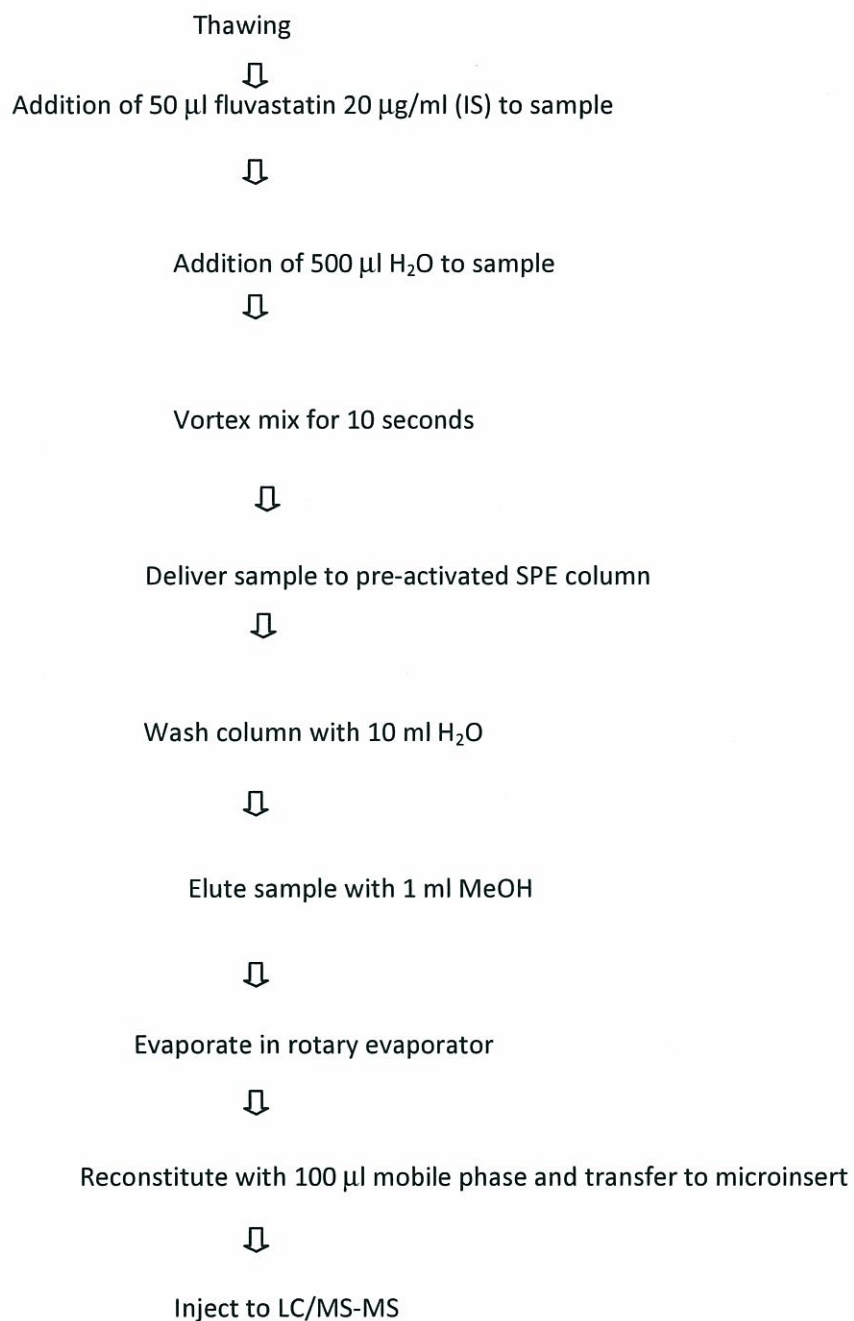 Thawing
⇩
Addition of 50 µl fluvastatin 20 µg/ml (IS) to sample
⇩
Addition of 500 µl H₂O to sample
⇩
Vortex mix for 10 seconds
⇩
Deliver sample to pre-activated SPE column
⇩
Wash column with 10 ml H₂O
⇩
Elute sample with 1 ml MeOH
⇩
Evaporate in rotary evaporator
⇩
Reconstitute with 100 µl mobile phase and transfer to microinsert
⇩
Inject to LC/MS-MS